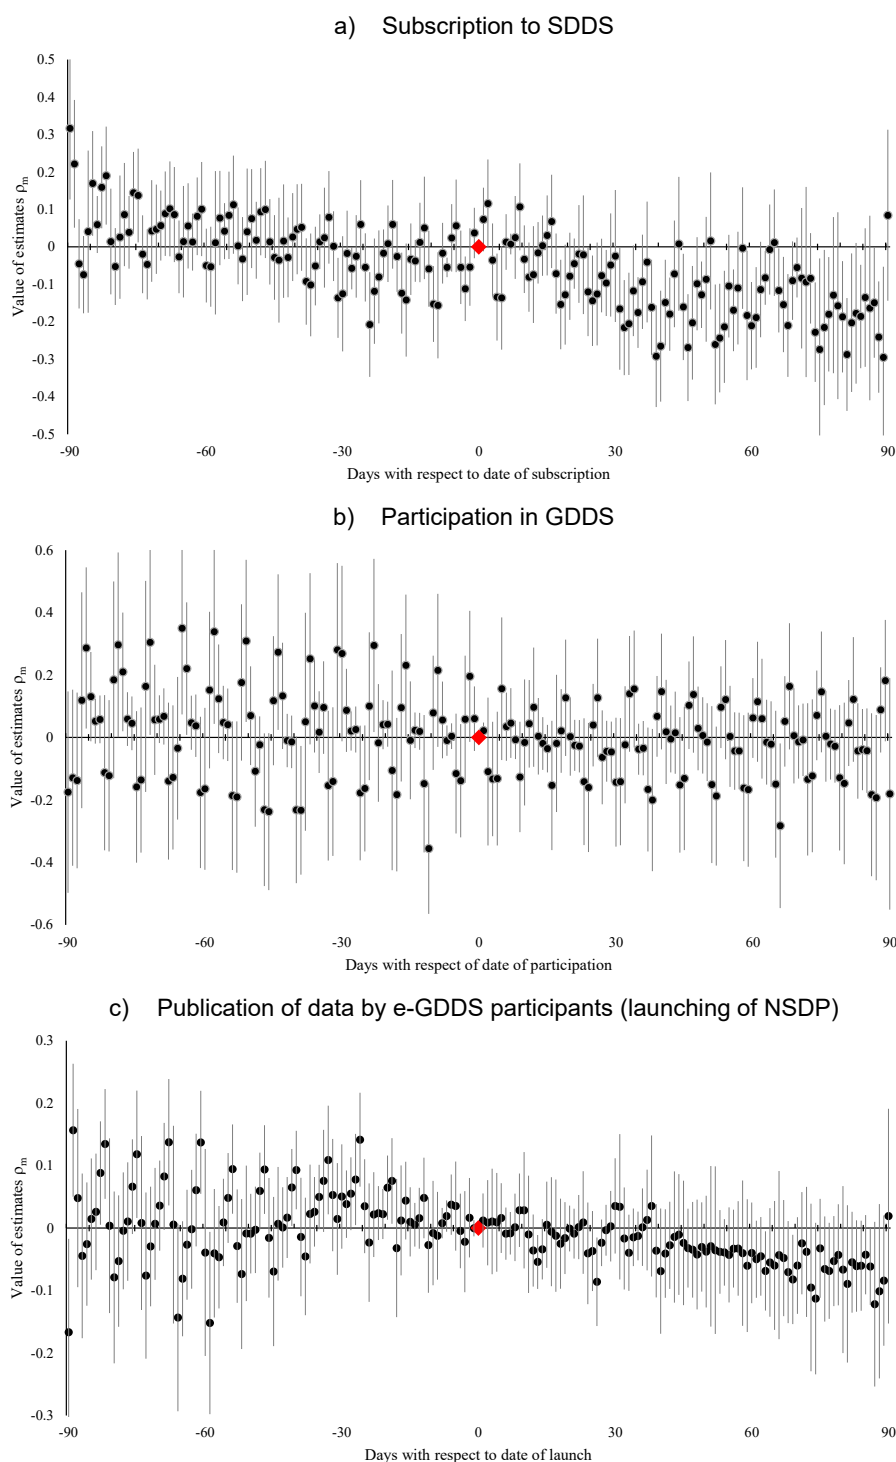 a) Subscription to SDDS
0.5
0.4
0.3
0.2
0.1
0
-0.1
-0.2
-0.3
-0.4
-0.5
Value of estimates ρm
-90 -60 -30 0 30 60 90
Days with respect to date of subscription
b) Participation in GDDS
0.6
0.4
0.2
0
-0.2
-0.4
-0.6
Value of estimates ρm
-90 -60 -30 0 30 60 90
Days with respect of date of participation
c) Publication of data by e-GDDS participants (launching of NSDP)
0.3
0.2
0.1
0
-0.1
-0.2
-0.3
Value of estimates ρm
-90 -60 -30 0 30 60 90
Days with respect to date of launch